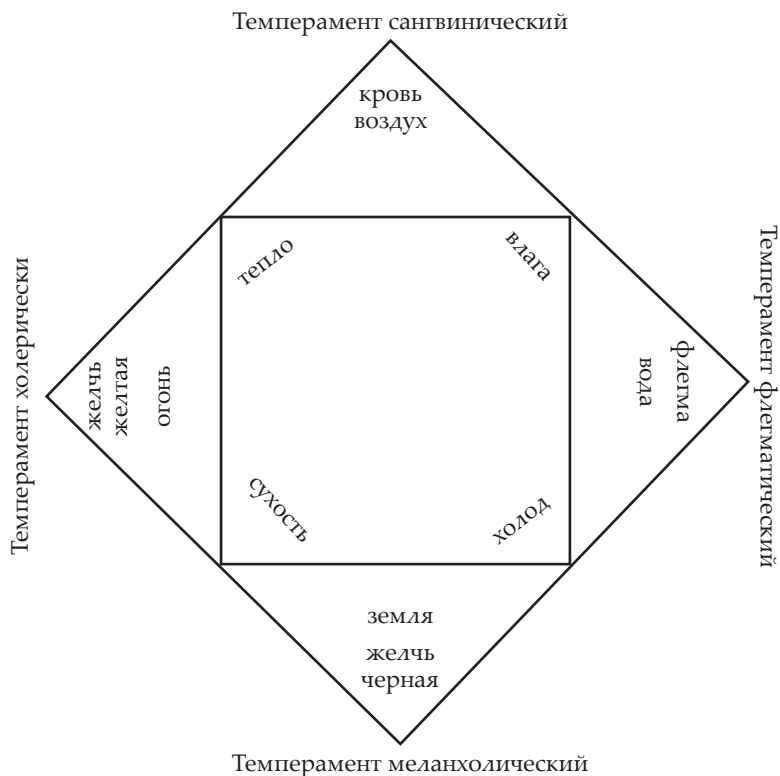 Темперамент сангвинический
кровь
воздух
тепло
влага
Темперамент холерически
желчь
желтая
огонь
флегма
вода
Темперамент флегматический
сухость
холод
земля
желчь
черная
Темперамент меланхолический